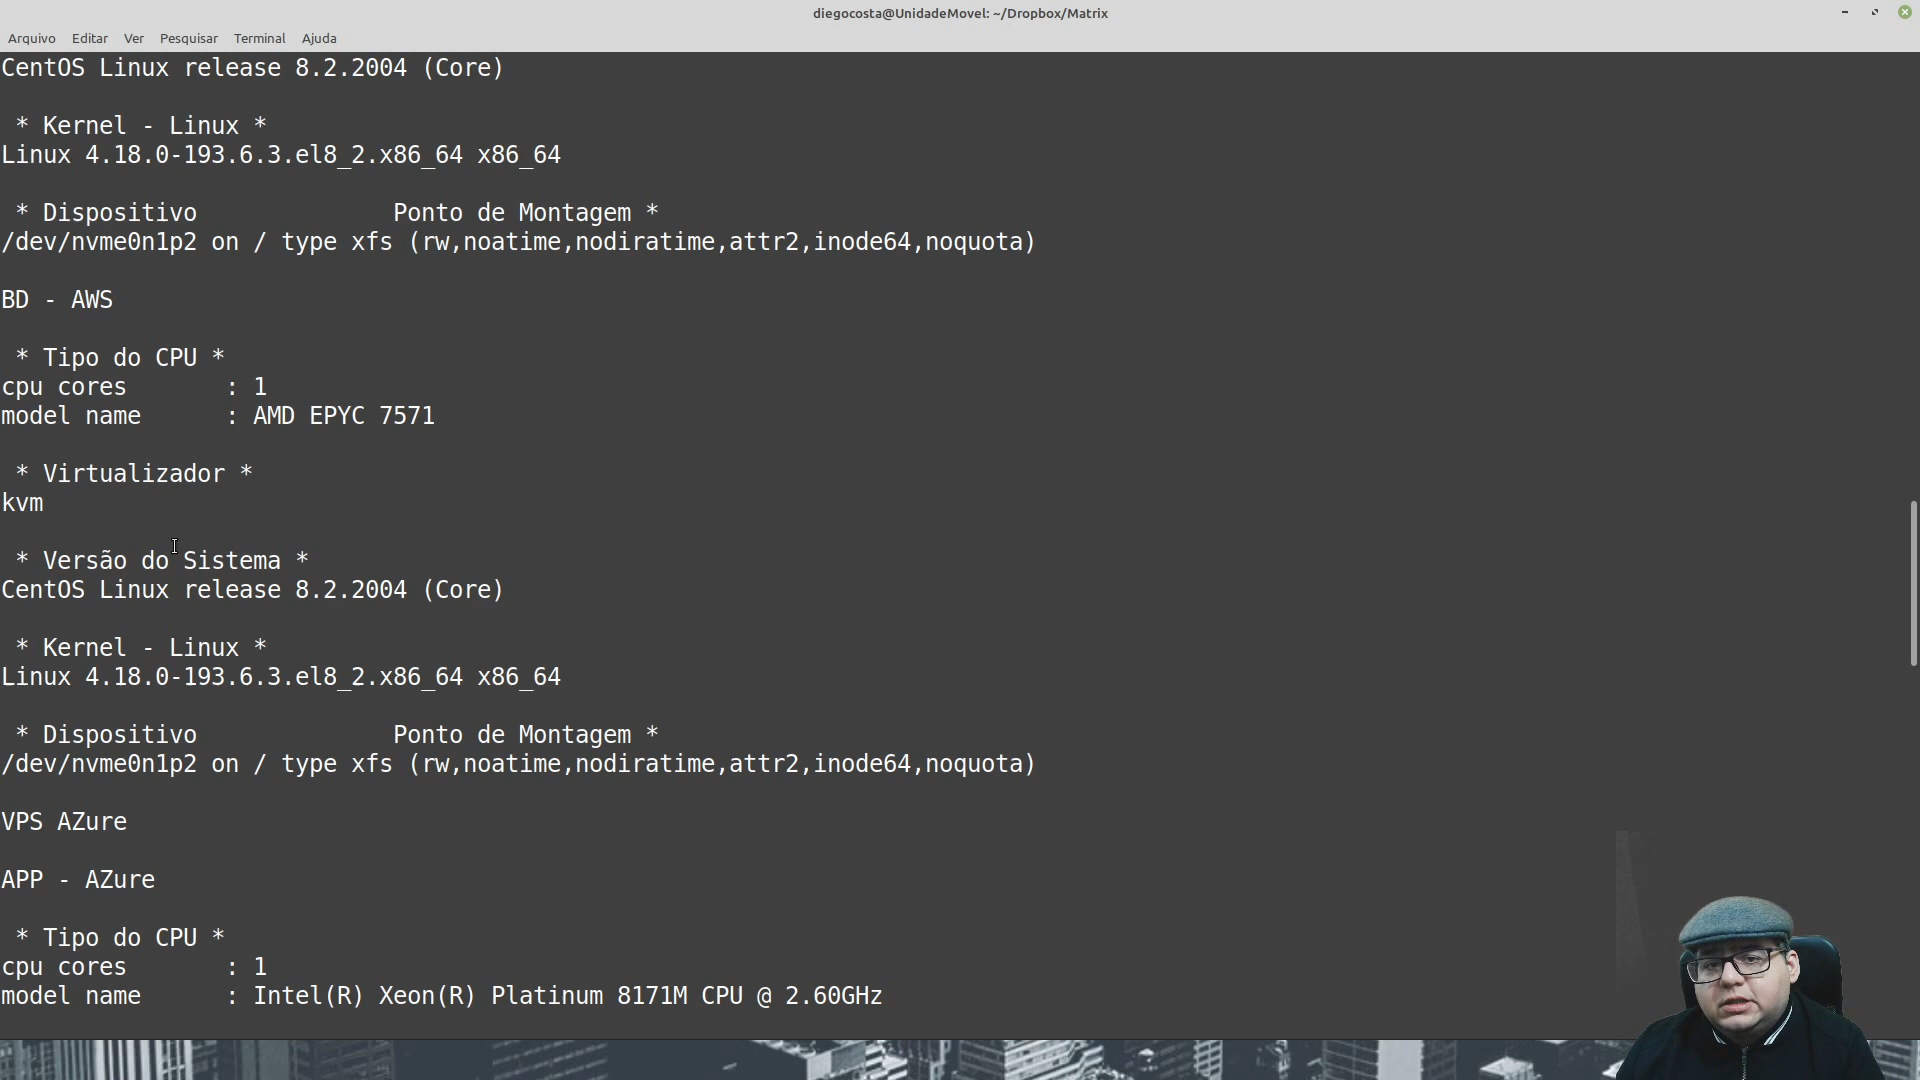 diegocosta@UnidadeMovel: ~/Dropbox/Matrix
Arquivo Editar Ver Pesquisar Terminal Ajuda
CentOS Linux release 8.2.2004 (Core)
* Kernel - Linux *
Linux 4.18.0-193.6.3.el8_2.x86_64 x86_64
* Dispositivo Ponto de Montagem *
/dev/nvme0n1p2 on / type xfs (rw,noatime,nodiratime,attr2,inode64,noquota)
BD - AWS
* Tipo do CPU *
cpu cores : 1
model name : AMD EPYC 7571
* Virtualizador *
kvm
* Versão do Sistema *
CentOS Linux release 8.2.2004 (Core)
* Kernel - Linux *
Linux 4.18.0-193.6.3.el8_2.x86_64 x86_64
* Dispositivo Ponto de Montagem *
/dev/nvme0n1p2 on / type xfs (rw,noatime,nodiratime,attr2,inode64,noquota)
VPS AZure
APP - AZure
* Tipo do CPU *
cpu cores : 1
model name : Intel(R) Xeon(R) Platinum 8171M CPU @ 2.60GHz